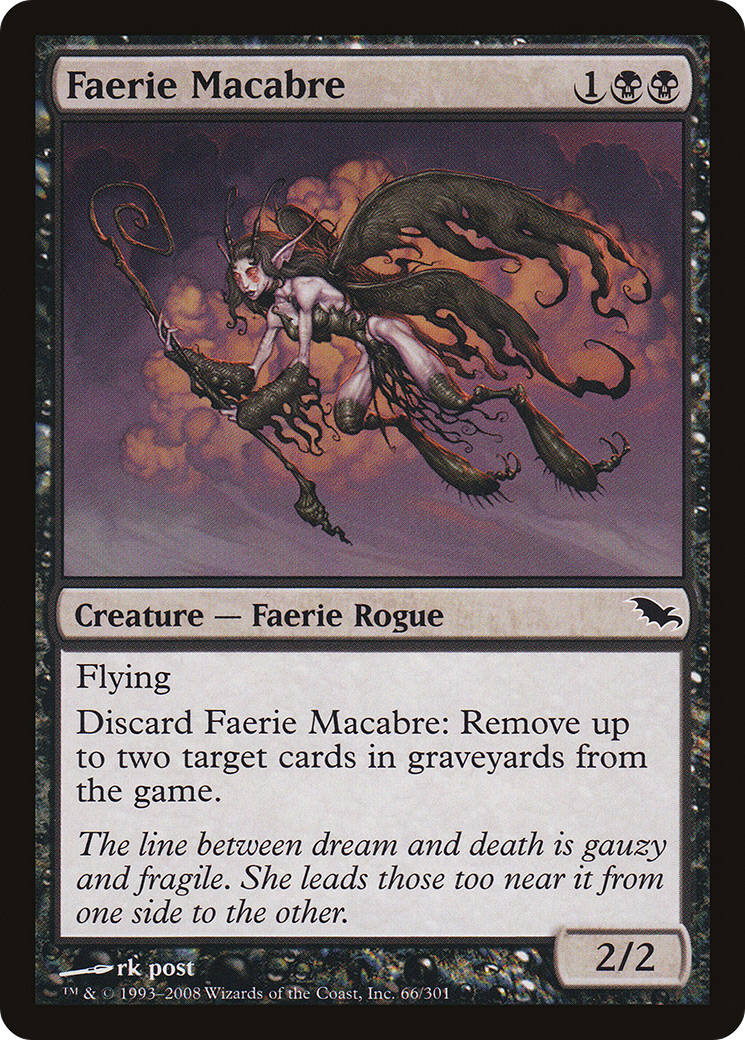 Faerie Macabre
1
Creature — Faerie Rogue
Flying
Discard Faerie Macabre: Remove up
to two target cards in graveyards from
the game.
The line between dream and death is gauzy
and fragile. She leads those too near it from
one side to the other.
2/2
rk post
™ & © 1993–2008 Wizards of the Coast, Inc. 66/301